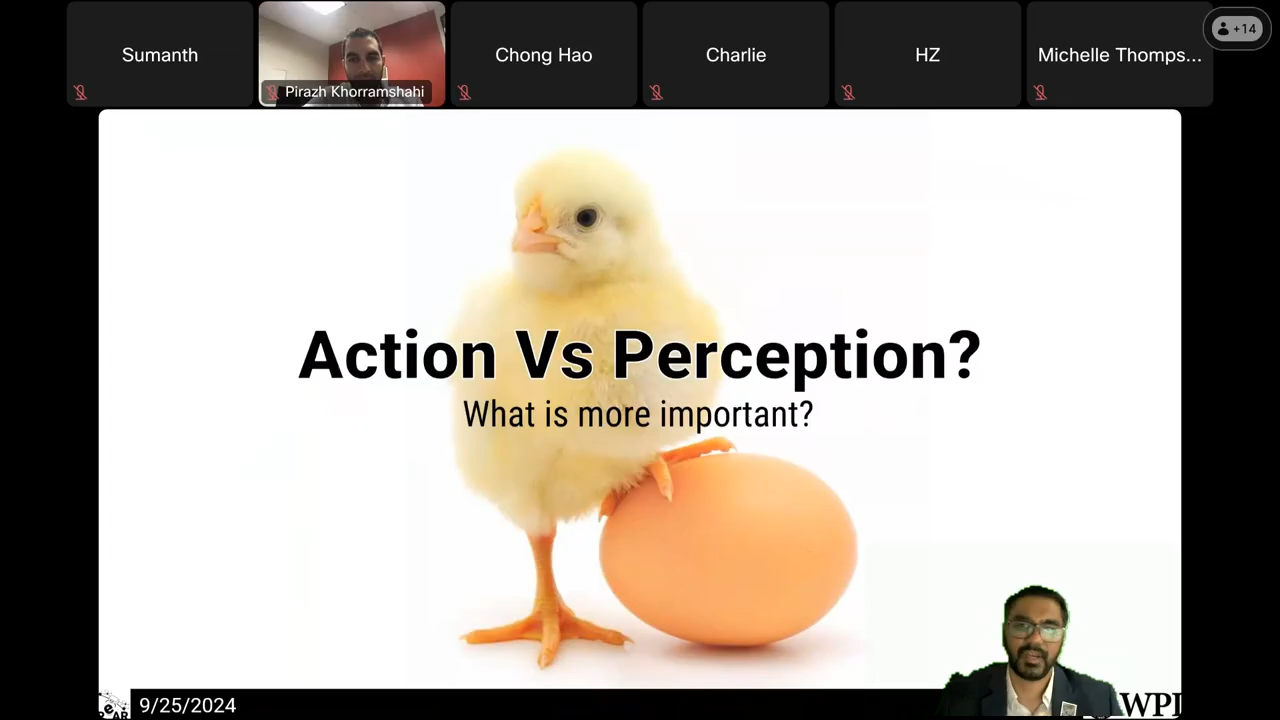 Sumanth
Pirazh Khorramshahi
Chong Hao
Charlie
HZ
Michelle Thomps...
+14
Action Vs Perception?
What is more important?
9/25/2024
WPI